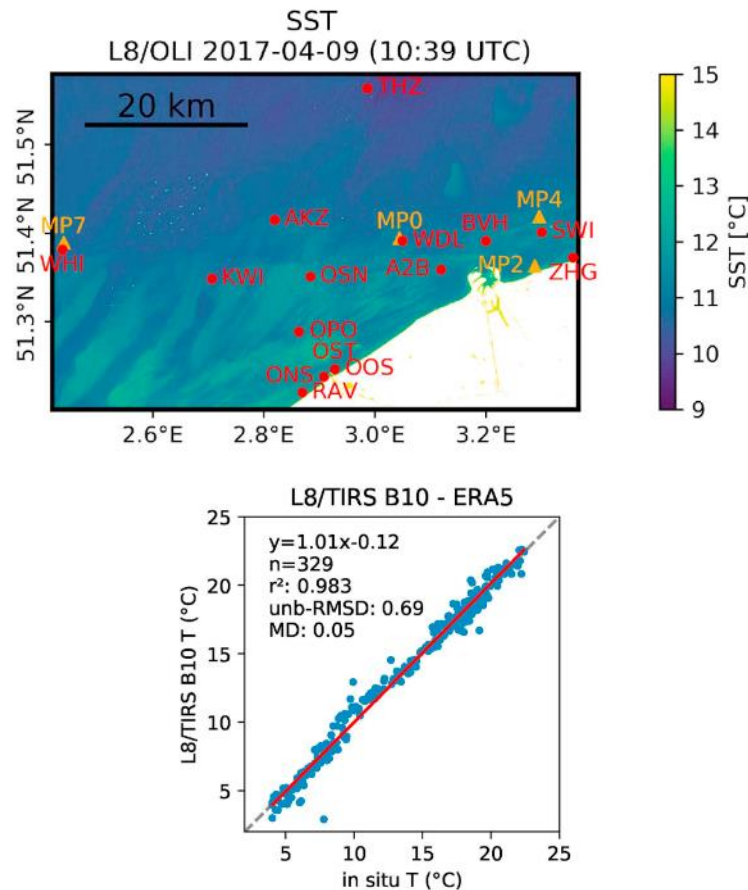 SST
L8/OLI 2017-04-09 (10:39 UTC)
20 km
THZ
51.5°N
51.4°N
51.3°N
MP7
WHI
AKZ
KWI
OSN
MP0
WDL
BVH
MP4
SWI
A2B
MP2
ZHG
OPO
OST
OOS
ONS
RAV
2.6°E
2.8°E
3.0°E
3.2°E
15
14
13
12
11
10
9
SST [°C]
L8/TIRS B10 - ERA5
y=1.01x-0.12
n=329
r²: 0.983
unb-RMSD: 0.69
MD: 0.05
25
20
15
10
5
L8/TIRS B10 T (°C)
5
10
15
20
25
in situ T (°C)